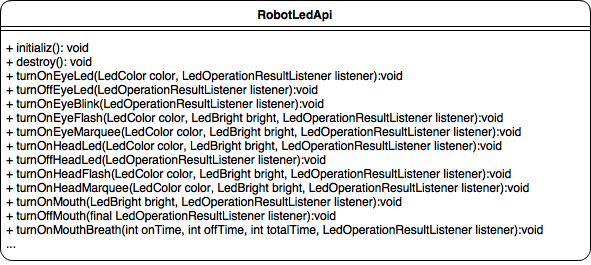 RobotLedApi
+ initializ(): void
+ destroy(): void
+ turnOnEyeLed(LedColor color, LedOperationResultListener listener):void
+ turnOffEyeLed(LedOperationResultListener listener):void
+ turnOnEyeBlink(LedOperationResultListener listener):void
+ turnOnEyeFlash(LedColor color, LedBright bright, LedOperationResultListener listener):void
+ turnOnEyeMarquee(LedColor color, LedBright bright, LedOperationResultListener listener):void
+ turnOnHeadLed(LedColor color, LedBright bright, LedOperationResultListener listener):void
+ turnOffHeadLed(LedOperationResultListener listener):void
+ turnOnHeadFlash(LedColor color, LedBright bright, LedOperationResultListener listener):void
+ turnOnHeadMarquee(LedColor color, LedBright bright, LedOperationResultListener listener):void
+ turnOnMouth(LedBright bright, LedOperationResultListener listener):void
+ turnOffMouth(final LedOperationResultListener listener):void
+ turnOnMouthBreath(int onTime, int offTime, int totalTime, LedOperationResultListener listener):void
...